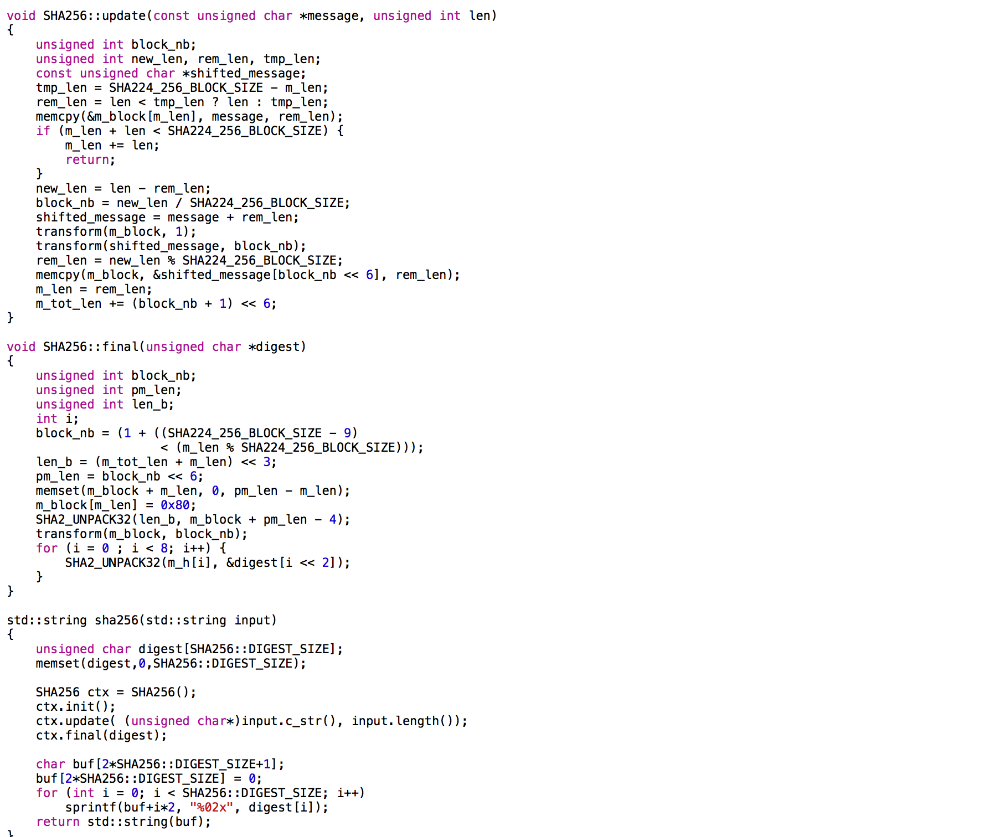 void SHA256::update(const unsigned char *message, unsigned int len)
{
    unsigned int block_nb;
    unsigned int new_len, rem_len, tmp_len;
    const unsigned char *shifted_message;
    tmp_len = SHA224_256_BLOCK_SIZE - m_len;
    rem_len = len < tmp_len ? len : tmp_len;
    memcpy(&m_block[m_len], message, rem_len);
    if (m_len + len < SHA224_256_BLOCK_SIZE) {
        m_len += len;
        return;
    }
    new_len = len - rem_len;
    block_nb = new_len / SHA224_256_BLOCK_SIZE;
    shifted_message = message + rem_len;
    transform(m_block, 1);
    transform(shifted_message, block_nb);
    rem_len = new_len % SHA224_256_BLOCK_SIZE;
    memcpy(m_block, &shifted_message[block_nb << 6], rem_len);
    m_len = rem_len;
    m_tot_len += (block_nb + 1) << 6;
}

void SHA256::final(unsigned char *digest)
{
    unsigned int block_nb;
    unsigned int pm_len;
    unsigned int len_b;
    int i;
    block_nb = (1 + ((SHA224_256_BLOCK_SIZE - 9)
                     < (m_len % SHA224_256_BLOCK_SIZE)));
    len_b = (m_tot_len + m_len) << 3;
    pm_len = block_nb << 6;
    memset(m_block + m_len, 0, pm_len - m_len);
    m_block[m_len] = 0x80;
    SHA2_UNPACK32(len_b, m_block + pm_len - 4);
    transform(m_block, block_nb);
    for (i = 0 ; i < 8; i++) {
        SHA2_UNPACK32(m_h[i], &digest[i << 2]);
    }
}

std::string sha256(std::string input)
{
    unsigned char digest[SHA256::DIGEST_SIZE];
    memset(digest,0,SHA256::DIGEST_SIZE);

    SHA256 ctx = SHA256();
    ctx.init();
    ctx.update( (unsigned char*)input.c_str(), input.length());
    ctx.final(digest);

    char buf[2*SHA256::DIGEST_SIZE+1];
    buf[2*SHA256::DIGEST_SIZE] = 0;
    for (int i = 0; i < SHA256::DIGEST_SIZE; i++)
        sprintf(buf+i*2, "%02x", digest[i]);
    return std::string(buf);
}